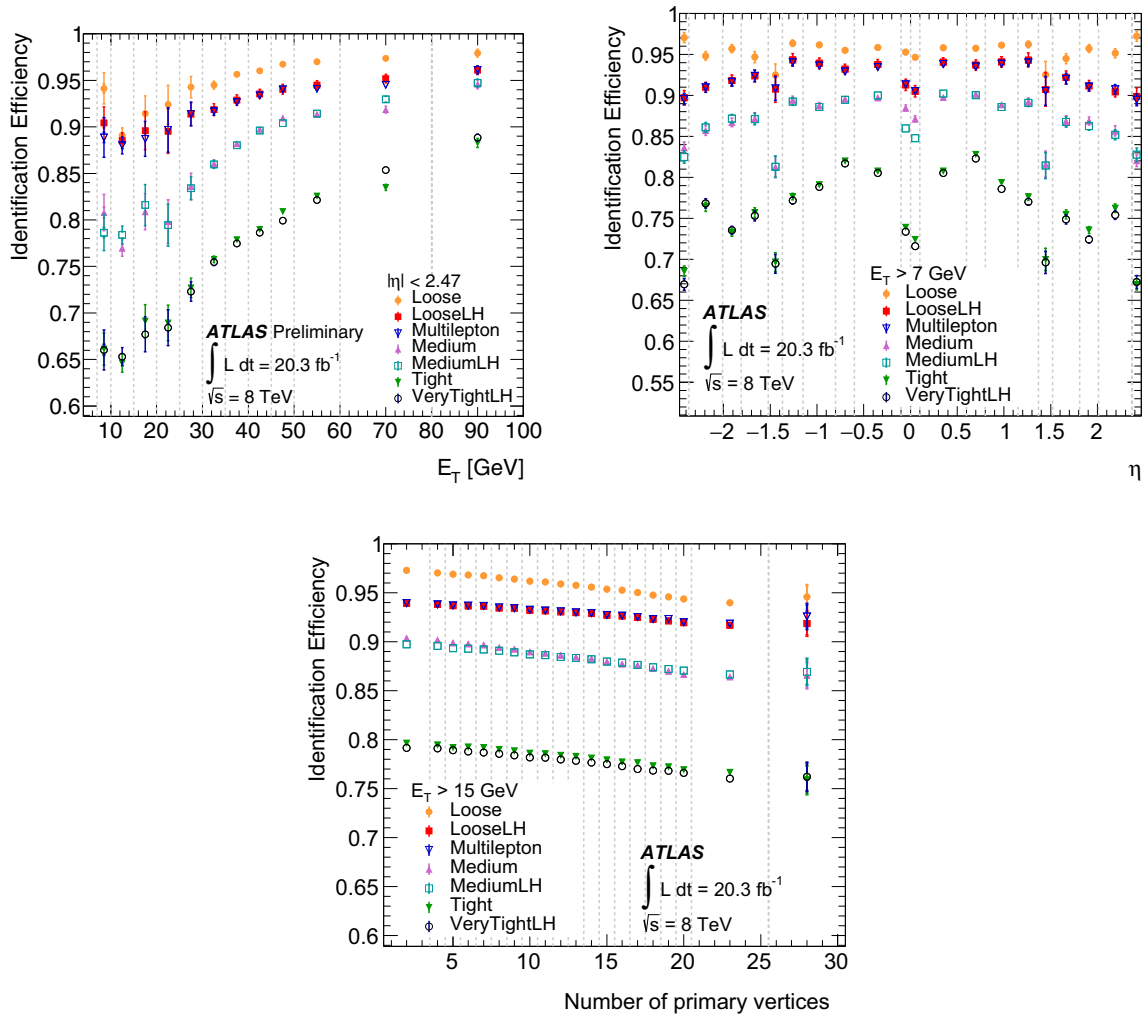 Identification Efficiency
1
0.95
0.9
0.85
0.8
0.75
0.7
0.65
0.6
|η| < 2.47
Loose
LooseLH
Multilepton
Medium
MediumLH
Tight
VeryTightLH
ATLAS Preliminary
∫ L dt = 20.3 fb⁻¹
√s = 8 TeV
10 20 30 40 50 60 70 80 90 100
E_T [GeV]
Identification Efficiency
1
0.95
0.9
0.85
0.8
0.75
0.7
0.65
0.6
0.55
E_T > 7 GeV
Loose
LooseLH
Multilepton
Medium
MediumLH
Tight
VeryTightLH
ATLAS
∫ L dt = 20.3 fb⁻¹
√s = 8 TeV
−2 −1.5 −1 −0.5 0 0.5 1 1.5 2
η
Identification Efficiency
1
0.95
0.9
0.85
0.8
0.75
0.7
0.65
0.6
E_T > 15 GeV
Loose
LooseLH
Multilepton
Medium
MediumLH
Tight
VeryTightLH
ATLAS
∫ L dt = 20.3 fb⁻¹
√s = 8 TeV
5 10 15 20 25 30
Number of primary vertices